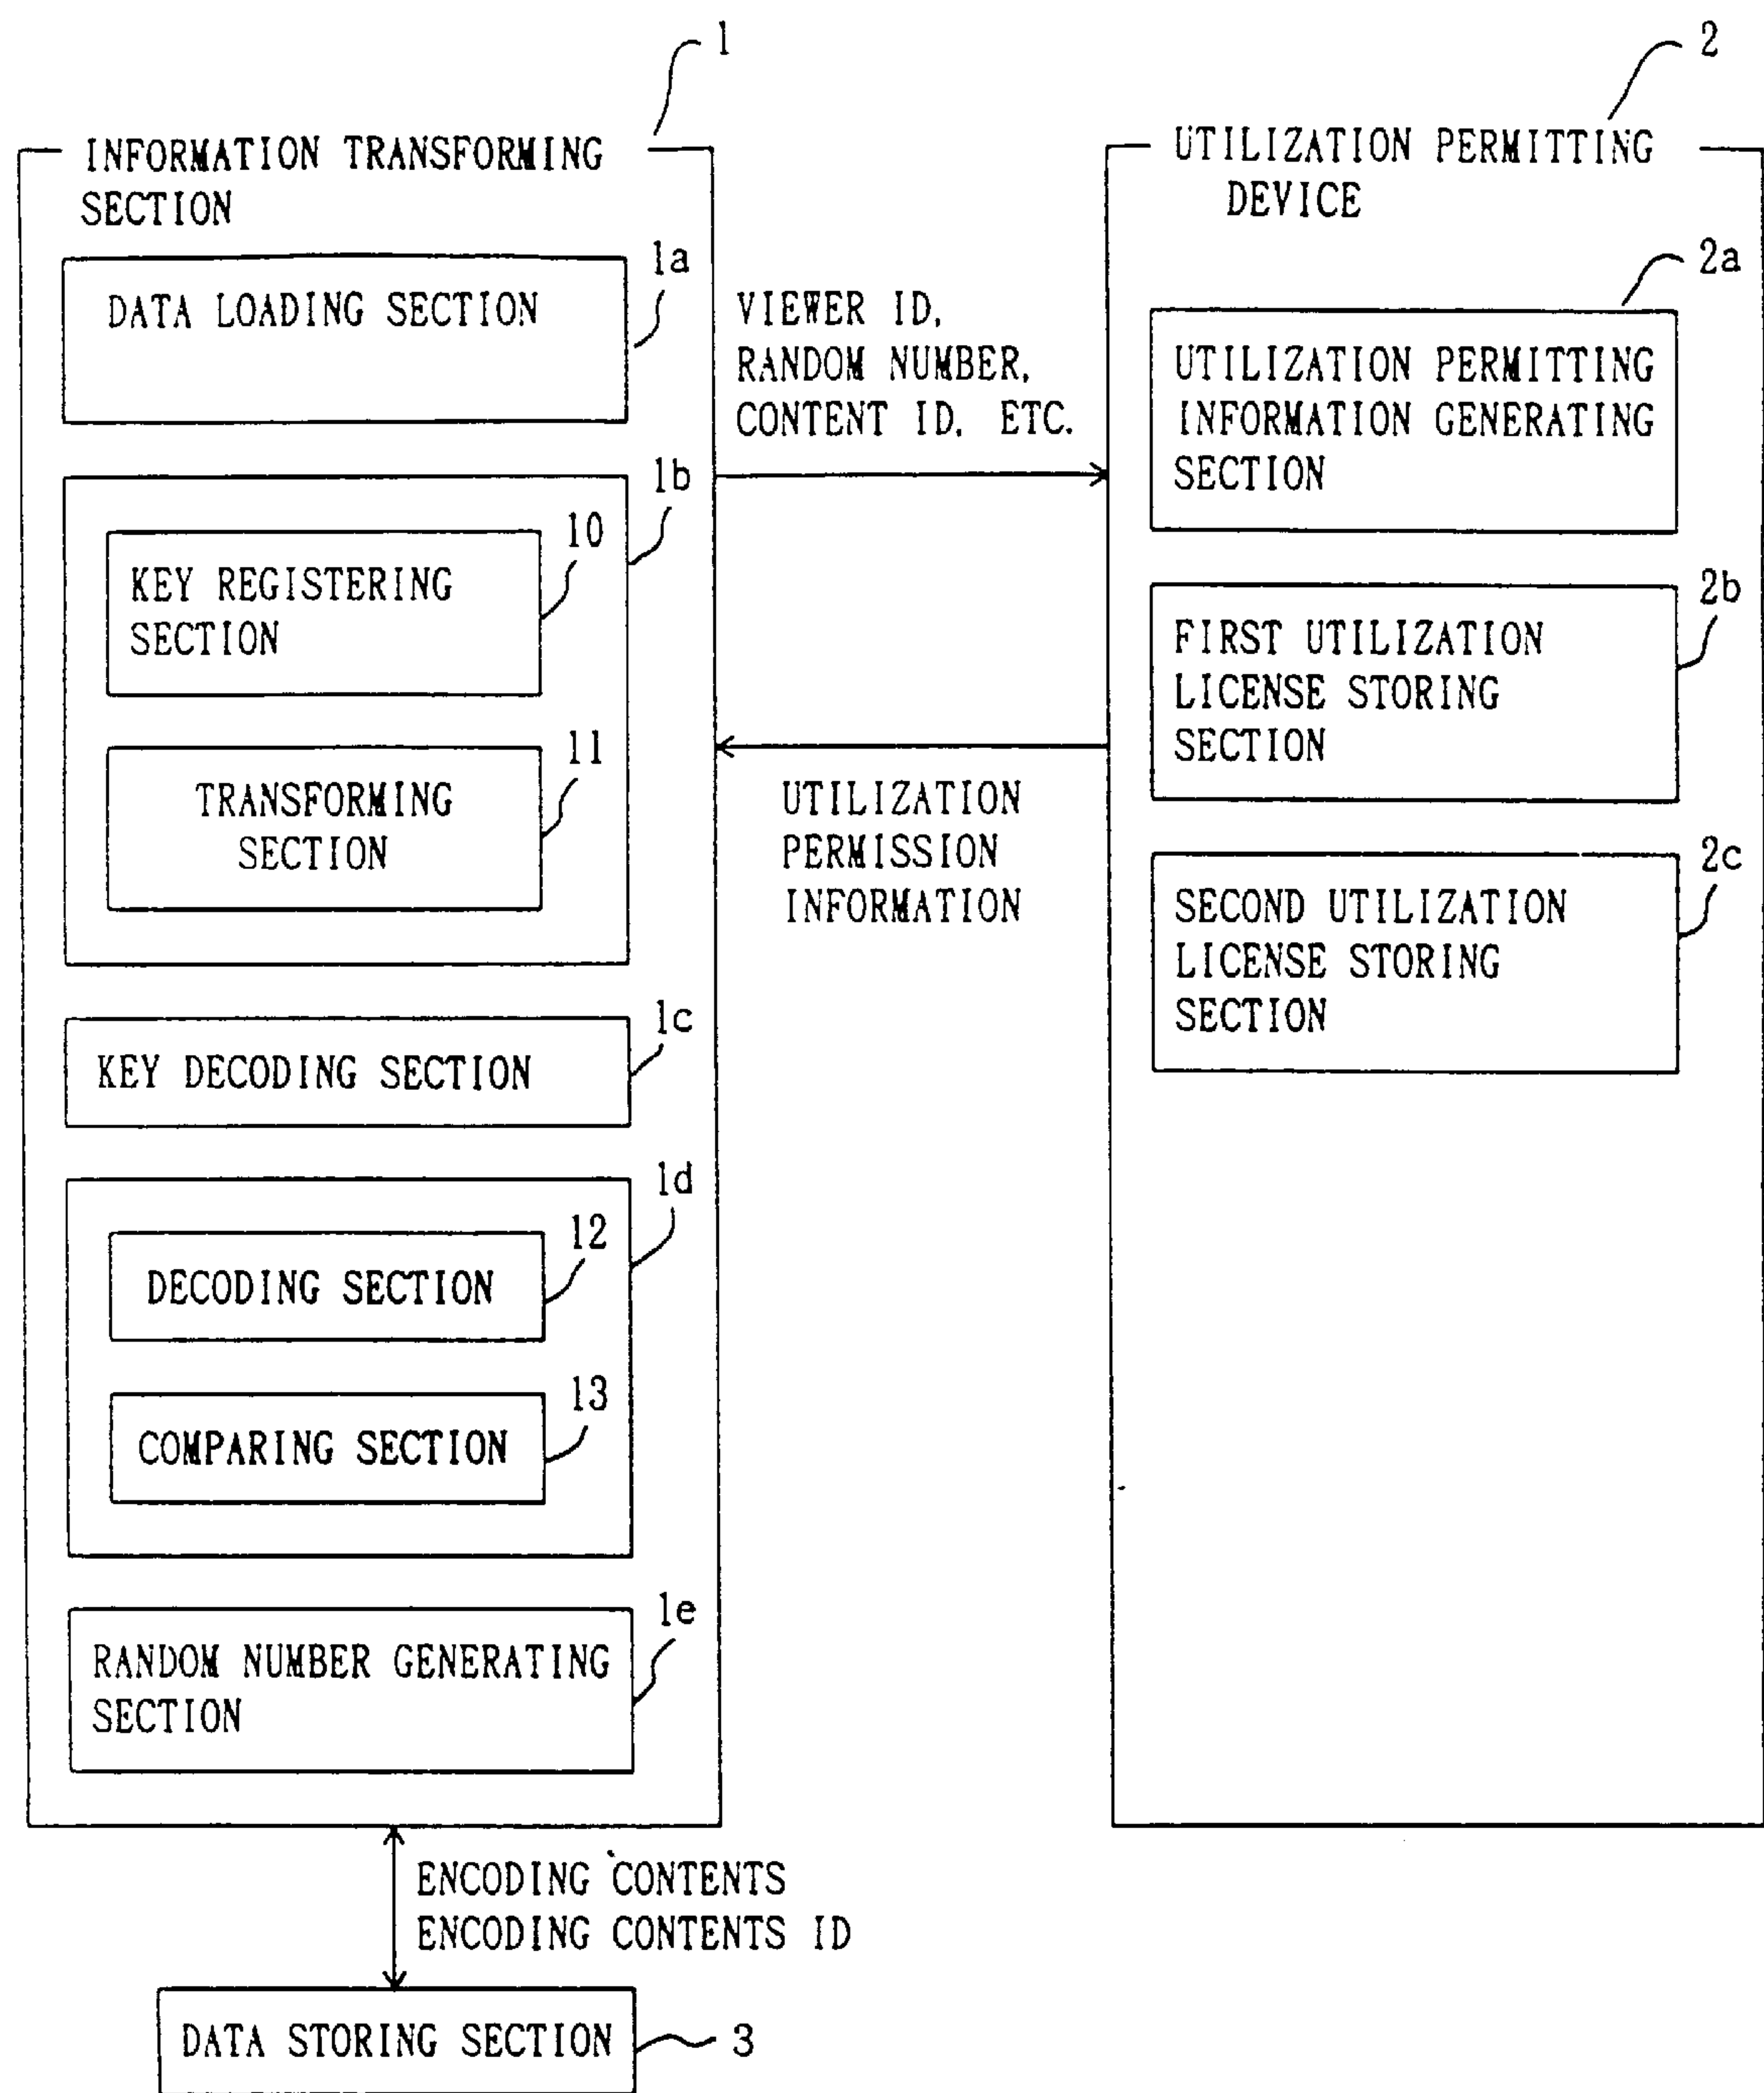 1
INFORMATION TRANSFORMING
SECTION
1a
DATA LOADING SECTION
1b
10
KEY REGISTERING
SECTION
11
TRANSFORMING
SECTION
1c
KEY DECODING SECTION
1d
12
DECODING SECTION
13
COMPARING SECTION
1e
RANDOM NUMBER GENERATING
SECTION
VIEWER ID,
RANDOM NUMBER,
CONTENT ID, ETC.
UTILIZATION
PERMISSION
INFORMATION
2
UTILIZATION PERMITTING
DEVICE
2a
UTILIZATION PERMITTING
INFORMATION GENERATING
SECTION
2b
FIRST UTILIZATION
LICENSE STORING
SECTION
2c
SECOND UTILIZATION
LICENSE STORING
SECTION
ENCODING CONTENTS
ENCODING CONTENTS ID
DATA STORING SECTION
3